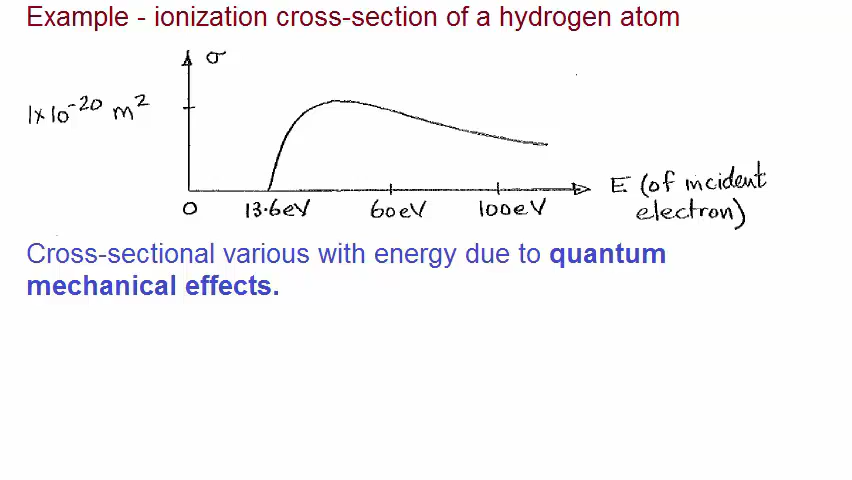 Example - ionization cross-section of a hydrogen atom
σ
1×10⁻²⁰ m²
E (of incident
electron)
0 13.6eV 60eV 100eV
Cross-sectional various with energy due to quantum
mechanical effects.